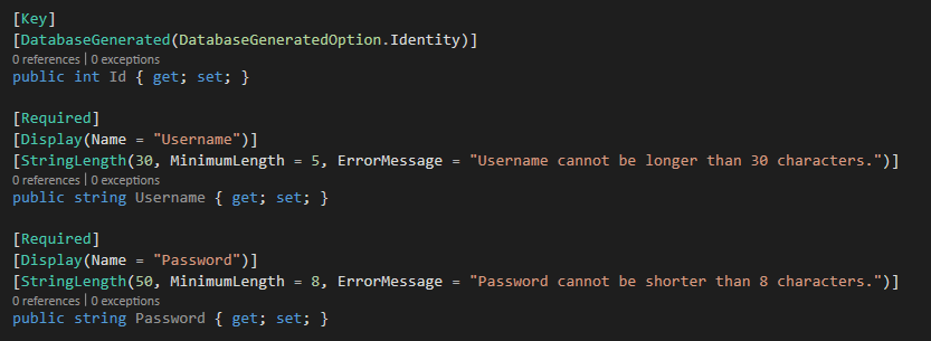 [Key]
[DatabaseGenerated(DatabaseGeneratedOption.Identity)]
0 references | 0 exceptions
public int Id { get; set; }
[Required]
[Display(Name = "Username")]
[StringLength(30, MinimumLength = 5, ErrorMessage = "Username cannot be longer than 30 characters.")]
0 references | 0 exceptions
public string Username { get; set; }
[Required]
[Display(Name = "Password")]
[StringLength(50, MinimumLength = 8, ErrorMessage = "Password cannot be shorter than 8 characters.")]
0 references | 0 exceptions
public string Password { get; set; }